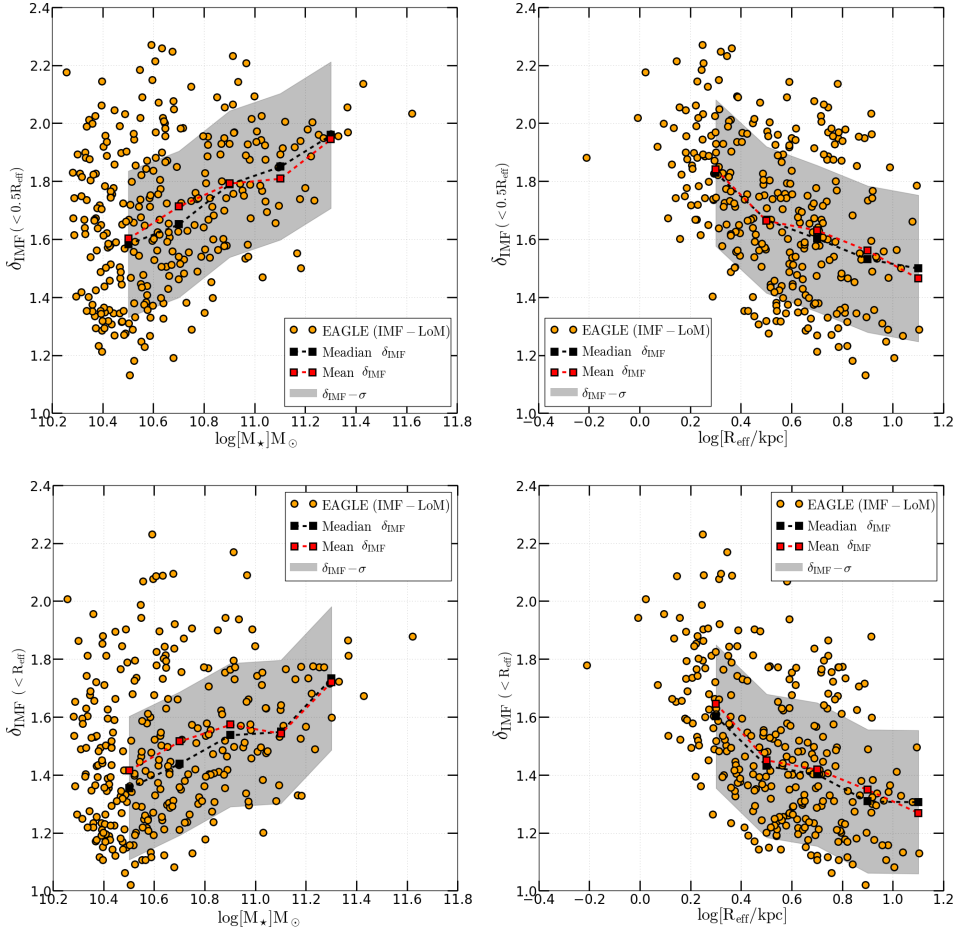 2.4
2.2
2.0
1.8
1.6
1.4
1.2
1.0
δIMF (<0.5Reff)
EAGLE (IMF−LoM)
Meadian δIMF
Mean δIMF
δIMF−σ
10.2 10.4 10.6 10.8 11.0 11.2 11.4 11.6 11.8
log[M⋆]M⊙
2.4
2.2
2.0
1.8
1.6
1.4
1.2
1.0
δIMF (<0.5Reff)
EAGLE (IMF−LoM)
Meadian δIMF
Mean δIMF
δIMF−σ
−0.4 −0.2 0.0 0.2 0.4 0.6 0.8 1.0 1.2
log[Reff/kpc]
2.4
2.2
2.0
1.8
1.6
1.4
1.2
1.0
δIMF (<Reff)
EAGLE (IMF−LoM)
Meadian δIMF
Mean δIMF
δIMF−σ
10.2 10.4 10.6 10.8 11.0 11.2 11.4 11.6 11.8
log[M⋆]M⊙
2.4
2.2
2.0
1.8
1.6
1.4
1.2
1.0
δIMF (<Reff)
EAGLE (IMF−LoM)
Meadian δIMF
Mean δIMF
δIMF−σ
−0.4 −0.2 0.0 0.2 0.4 0.6 0.8 1.0 1.2
log[Reff/kpc]